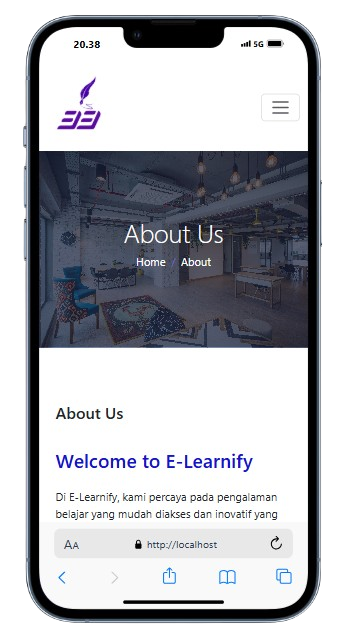 20.38
5G
About Us
Home / About
About Us
Welcome to E-Learnify
Di E-Learnify, kami percaya pada pengalaman
belajar yang mudah diakses dan inovatif yang
AA http://localhost